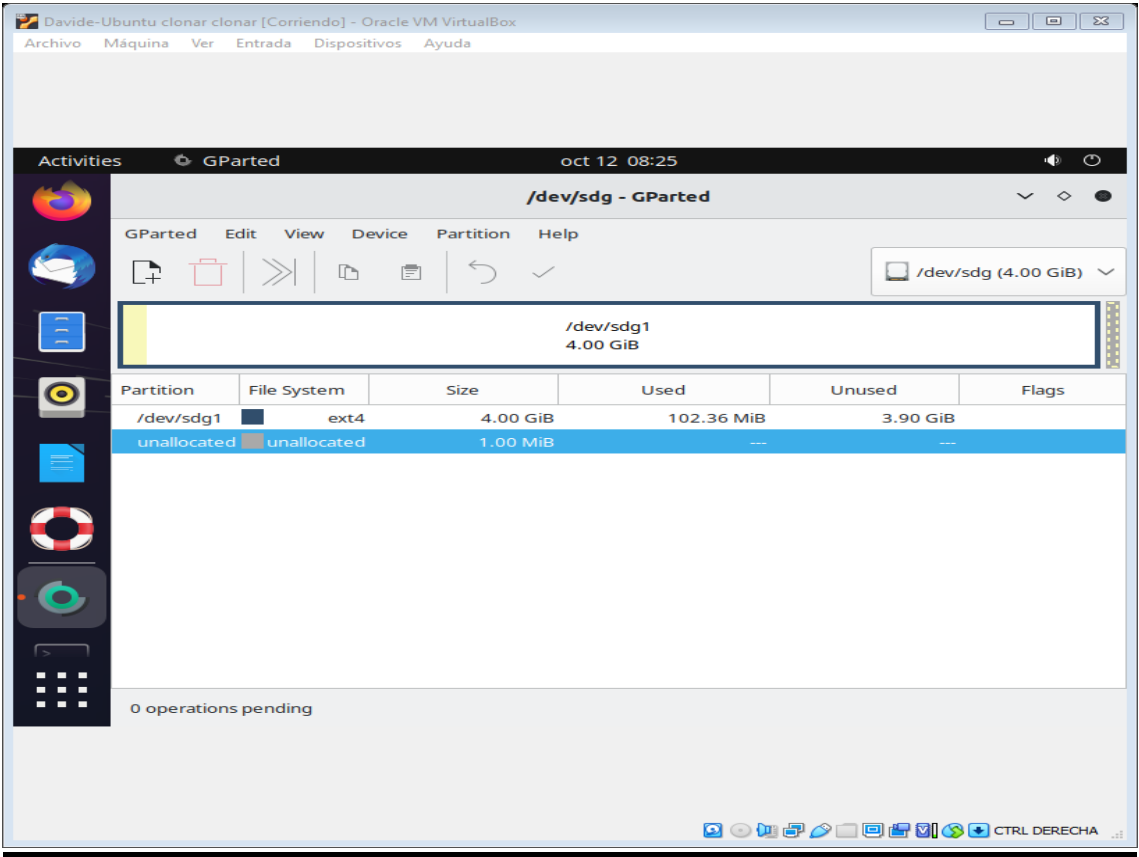 Davide-Ubuntu clonar clonar [Corriendo] - Oracle VM VirtualBox
Archivo Máquina Ver Entrada Dispositivos Ayuda
Activities GParted oct 12 08:25
/dev/sdg - GParted
GParted Edit View Device Partition Help
/dev/sdg (4.00 GiB)
/dev/sdg1
4.00 GiB
Partition File System Size Used Unused Flags
/dev/sdg1 ext4 4.00 GiB 102.36 MiB 3.90 GiB
unallocated unallocated 1.00 MiB --- ---
0 operations pending
CTRL DERECHA